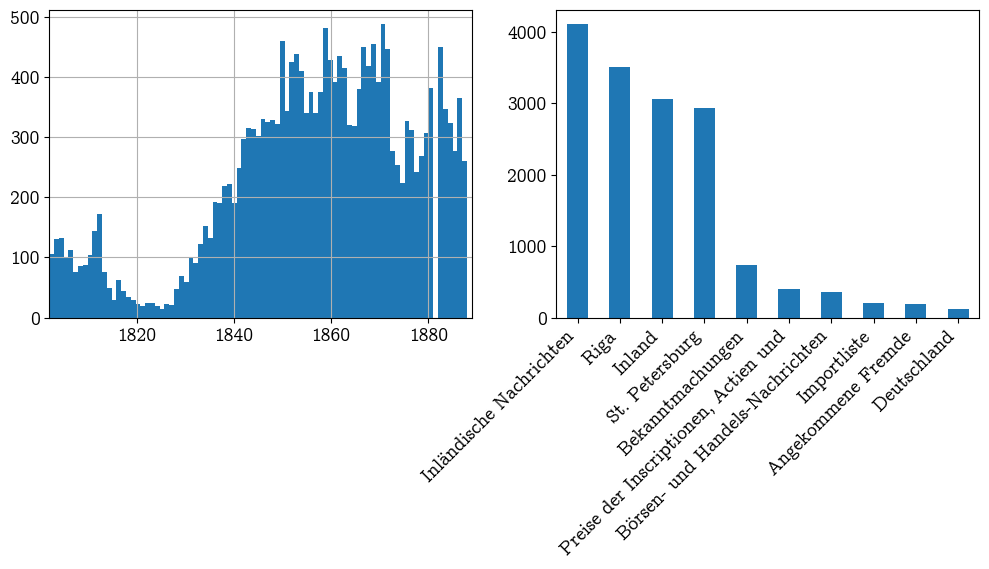 500
400
300
200
100
0
1820
1840
1860
1880
4000
3000
2000
1000
0
Inländische Nachrichten
Riga
Inland
St. Petersburg
Bekanntmachungen
Preise der Inscriptionen, Actien und
Börsen- und Handels-Nachrichten
Importliste
Angekommene Fremde
Deutschland